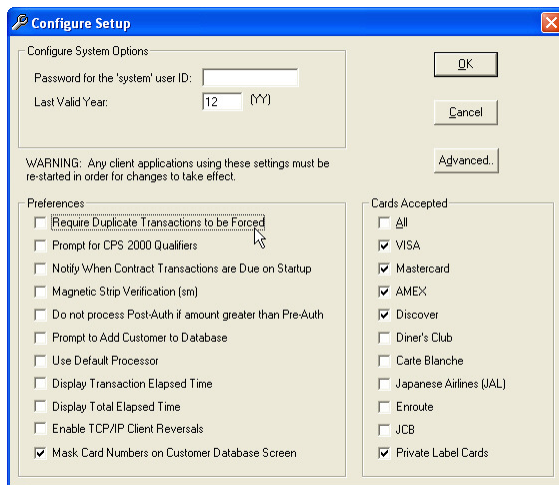 Configure Setup
Configure System Options
Password for the 'system' user ID:
Last Valid Year: 12 (YY)
OK
Cancel
Advanced..
WARNING: Any client applications using these settings must be
re-started in order for changes to take effect.
Preferences
Require Duplicate Transactions to be Forced
Prompt for CPS 2000 Qualifiers
Notify When Contract Transactions are Due on Startup
Magnetic Strip Verification (sm)
Do not process Post-Auth if amount greater than Pre-Auth
Prompt to Add Customer to Database
Use Default Processor
Display Transaction Elapsed Time
Display Total Elapsed Time
Enable TCP/IP Client Reversals
Mask Card Numbers on Customer Database Screen
Cards Accepted
All
VISA
Mastercard
AMEX
Discover
Diner's Club
Carte Blanche
Japanese Airlines (JAL)
Enroute
JCB
Private Label Cards